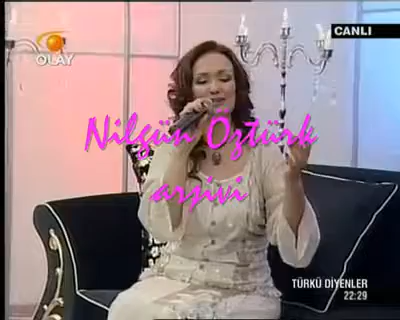 OLAY
CANLI
Nilgün Öztürk
arşivi
TÜRKÜ DİYENLER
22:29